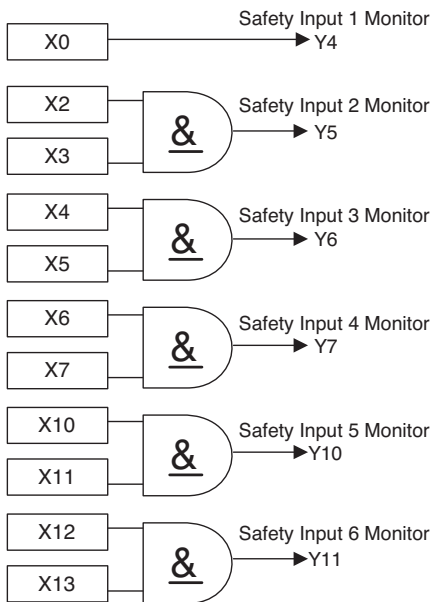 Safety Input 1 Monitor
X0
Y4
X2
Safety Input 2 Monitor
&
Y5
X3
X4
Safety Input 3 Monitor
&
Y6
X5
X6
Safety Input 4 Monitor
&
Y7
X7
X10
Safety Input 5 Monitor
&
Y10
X11
X12
Safety Input 6 Monitor
&
Y11
X13